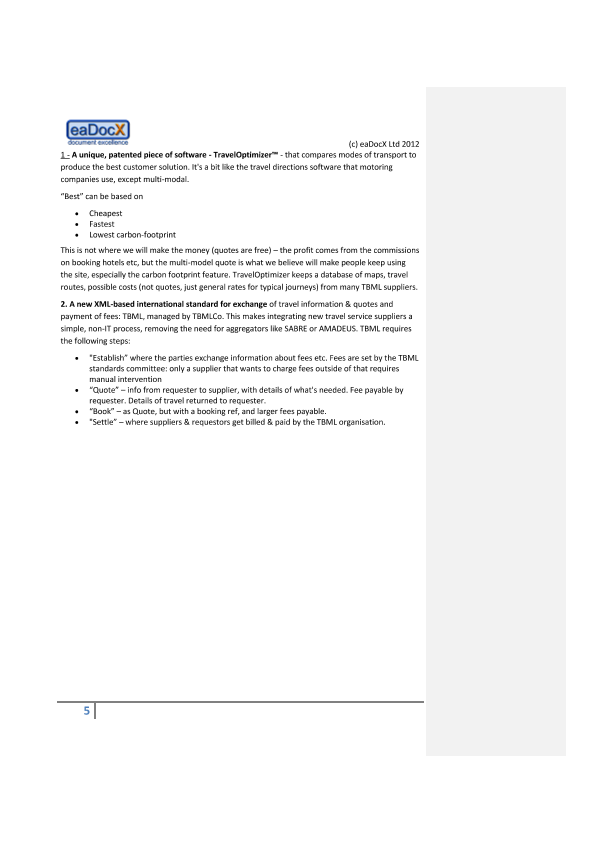 eaDocX
document excellence
(c) eaDocX Ltd 2012
1 - A unique, patented piece of software - TravelOptimizer™ - that compares modes of transport to
produce the best customer solution. It's a bit like the travel directions software that motoring
companies use, except multi-modal.
“Best” can be based on
• Cheapest
• Fastest
• Lowest carbon-footprint
This is not where we will make the money (quotes are free) – the profit comes from the commissions
on booking hotels etc, but the multi-model quote is what we believe will make people keep using
the site, especially the carbon footprint feature. TravelOptimizer keeps a database of maps, travel
routes, possible costs (not quotes, just general rates for typical journeys) from many TBML suppliers.
2. A new XML-based international standard for exchange of travel information & quotes and
payment of fees: TBML, managed by TBMLCo. This makes integrating new travel service suppliers a
simple, non-IT process, removing the need for aggregators like SABRE or AMADEUS. TBML requires
the following steps:
• "Establish” where the parties exchange information about fees etc. Fees are set by the TBML
standards committee: only a supplier that wants to charge fees outside of that requires
manual intervention
• “Quote” – info from requester to supplier, with details of what's needed. Fee payable by
requester. Details of travel returned to requester.
• “Book” – as Quote, but with a booking ref, and larger fees payable.
• "Settle” – where suppliers & requestors get billed & paid by the TBML organisation.
5